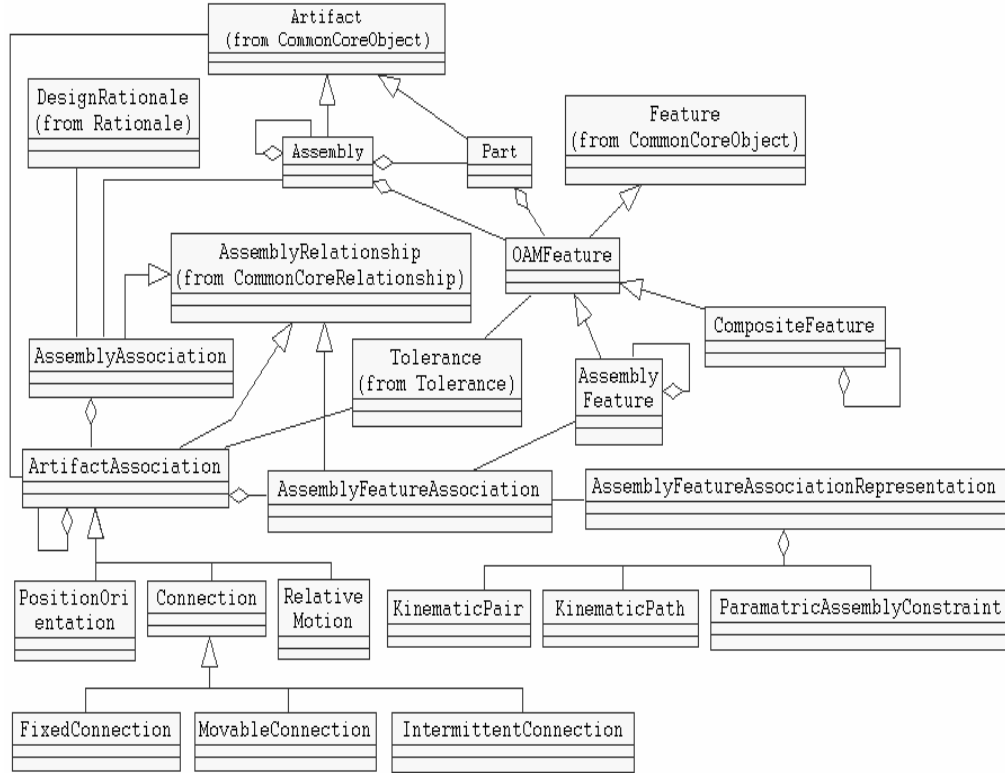 Artifact
(from CommonCoreObject)
DesignRationale
(from Rationale)
Feature
(from CommonCoreObject)
Assembly
Part
AssemblyRelationship
(from CommonCoreRelationship)
OAMFeature
CompositeFeature
AssemblyAssociation
Tolerance
(from Tolerance)
Assembly
Feature
ArtifactAssociation
AssemblyFeatureAssociation
AssemblyFeatureAssociationRepresentation
PositionOri
entation
Connection
Relative
Motion
KinematicPair
KinematicPath
ParamatricAssemblyConstraint
FixedConnection
MovableConnection
IntermittentConnection